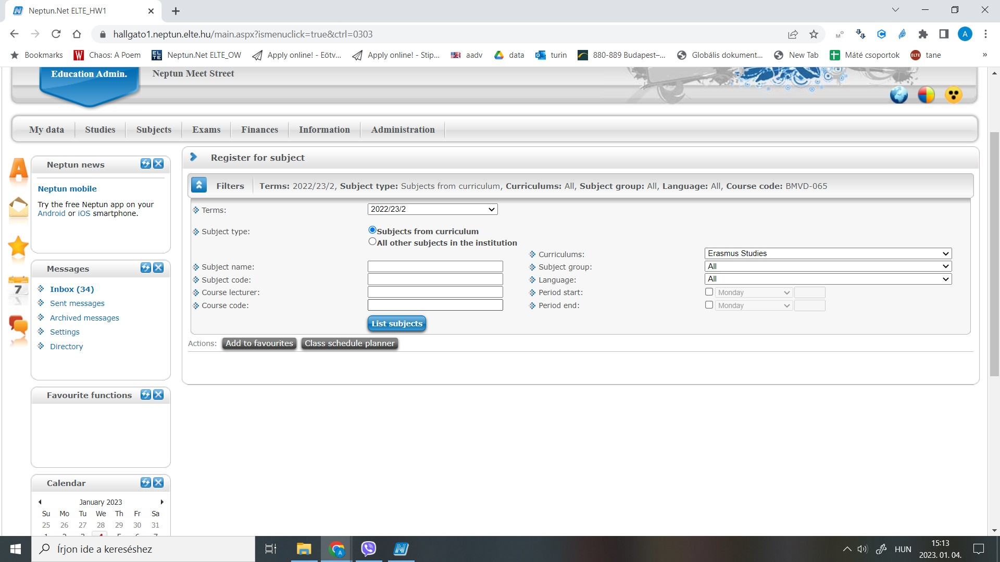 Neptun.Net ELTE_HW1
hallgato1.neptun.elte.hu/main.aspx?ismenuclick=true&ctrl=0303
A
Bookmarks
Chaos: A Poem
Neptun.Net ELTE_OW
Apply online! - Eötv...
Apply online! - Stip...
aadv
data
turin
880-889 Budapest–...
Globális dokument...
New Tab
Máté csoportok
tane
»
Education Admin.
Neptun Meet Street
My data
Studies
Subjects
Exams
Finances
Information
Administration
Neptun news
Neptun mobile
Try the free Neptun app on your
Android or iOS smartphone.
Messages
Inbox (34)
Sent messages
Archived messages
Settings
Directory
Favourite functions
Calendar
January 2023
Su Mo Tu We Th Fr Sa
25 26 27 28 29 30 31
Register for subject
Filters
Terms: 2022/23/2, Subject type: Subjects from curriculum, Curriculums: All, Subject group: All, Language: All, Course code: BMVD-065
Terms: 2022/23/2
Subject type: Subjects from curriculum
All other subjects in the institution
Curriculums: Erasmus Studies
Subject name: Subject group: All
Subject code: Language: All
Course lecturer: Period start: Monday
Course code: Period end: Monday
List subjects
Actions: Add to favourites Class schedule planner
Írjon ide a kereséshez
HUN
15:13
2023. 01. 04.